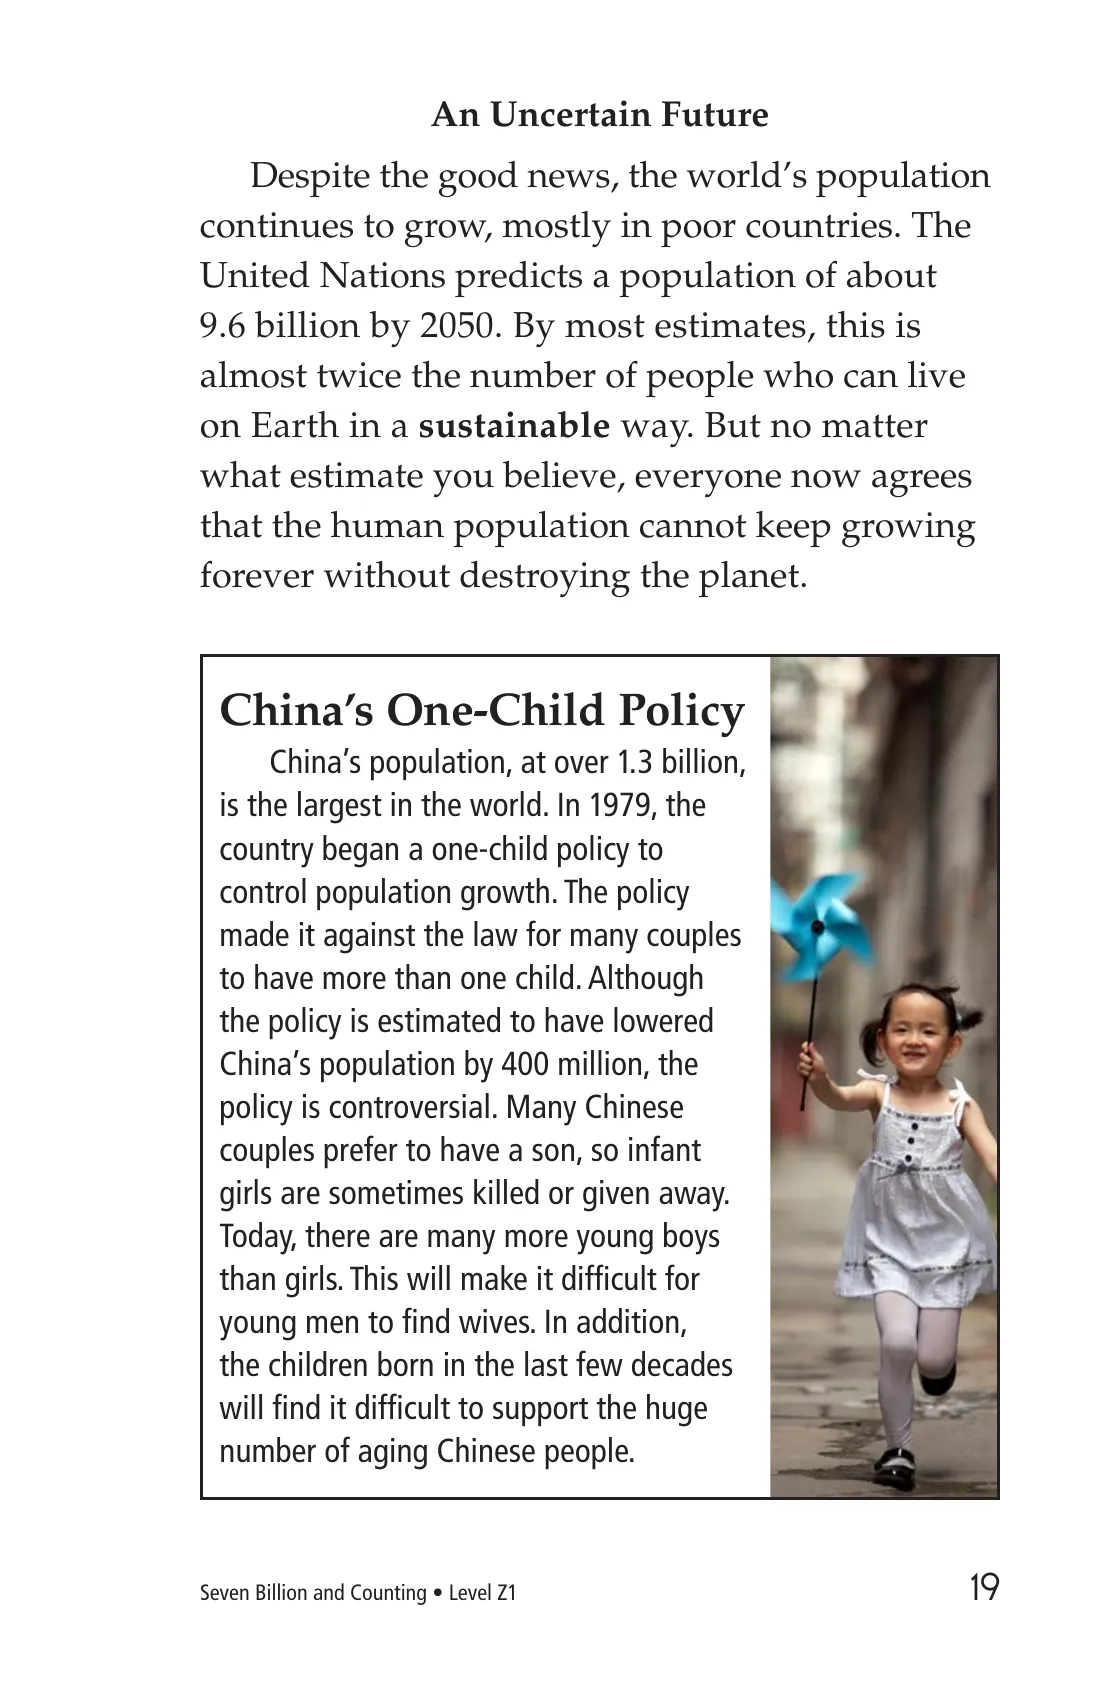 An Uncertain Future
Despite the good news, the world’s population
continues to grow, mostly in poor countries. The
United Nations predicts a population of about
9.6 billion by 2050. By most estimates, this is
almost twice the number of people who can live
on Earth in a sustainable way. But no matter
what estimate you believe, everyone now agrees
that the human population cannot keep growing
forever without destroying the planet.
China’s One-Child Policy
China’s population, at over 1.3 billion,
is the largest in the world. In 1979, the
country began a one-child policy to
control population growth. The policy
made it against the law for many couples
to have more than one child. Although
the policy is estimated to have lowered
China’s population by 400 million, the
policy is controversial. Many Chinese
couples prefer to have a son, so infant
girls are sometimes killed or given away.
Today, there are many more young boys
than girls. This will make it difficult for
young men to find wives. In addition,
the children born in the last few decades
will find it difficult to support the huge
number of aging Chinese people.
Seven Billion and Counting • Level Z1
19